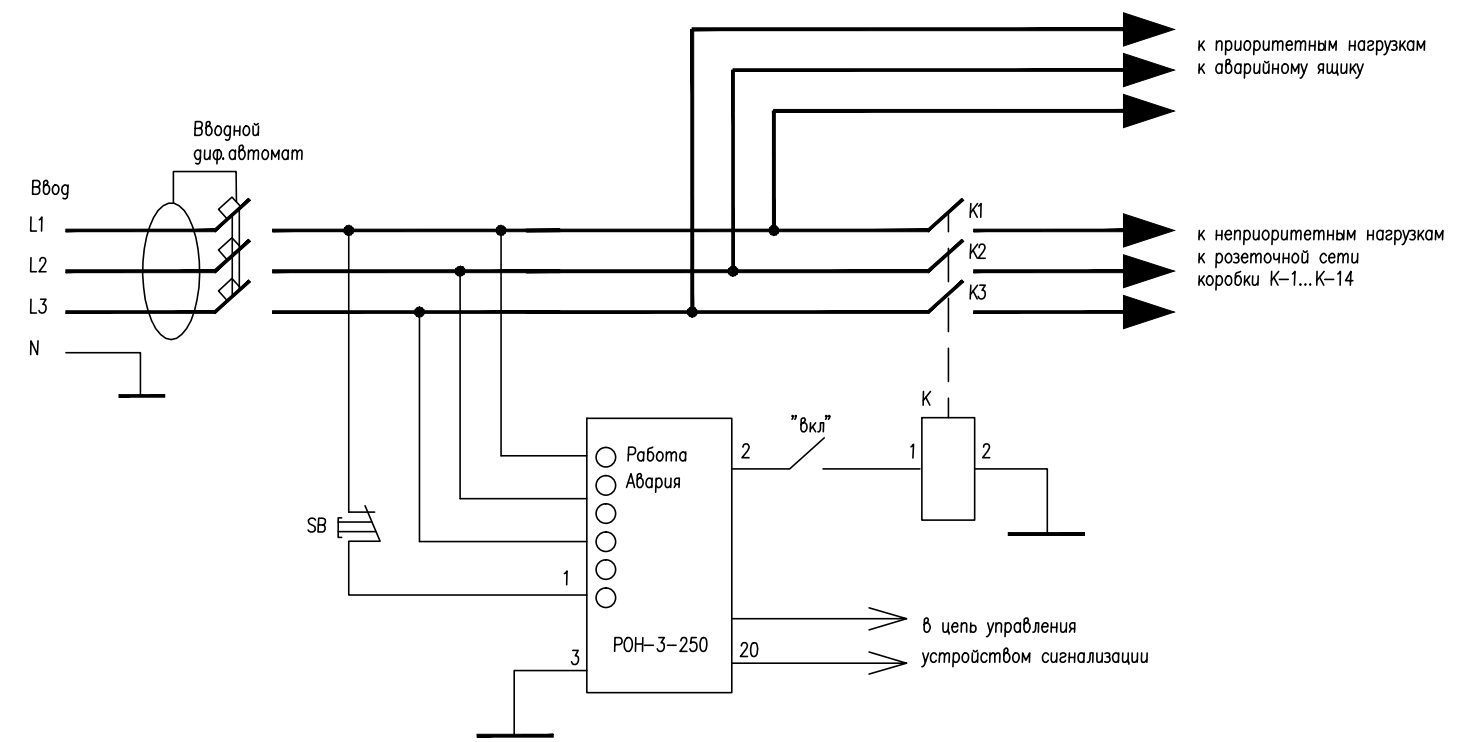 к приоритетным нагрузкам
к аварийному ящику
Вводной
диф.автомат
Ввод
L1
L2
L3
N
K1
K2
K3
к неприоритетным нагрузкам
к розеточной сети
коробки К-1...К-14
K
Работа
Авария
2
"вкл"
1
2
SB
1
РОН-3-250
3
20
в цепь управления
устройством сигнализации